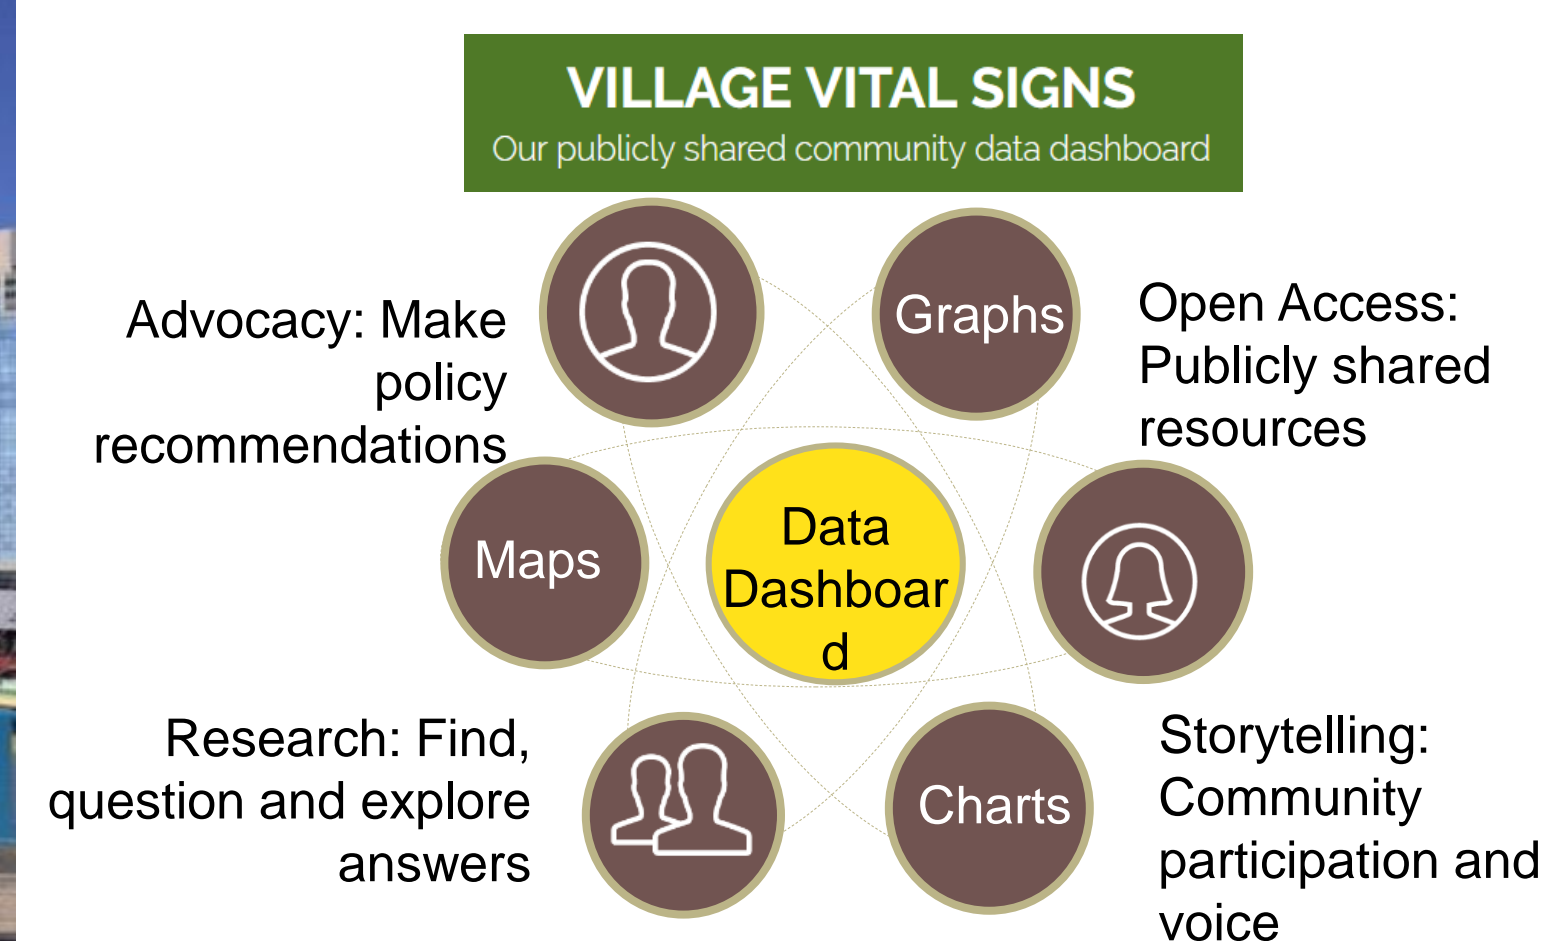 VILLAGE VITAL SIGNS
Our publicly shared community data dashboard
Advocacy: Make
policy
recommendations
Graphs
Open Access:
Publicly shared
resources
Maps
Data
Dashboar
d
Research: Find,
question and explore
answers
Charts
Storytelling:
Community
participation and
voice